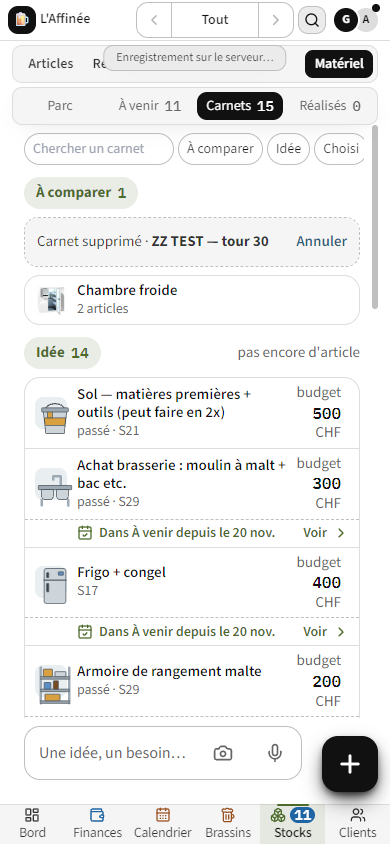 L'Affinée
Tout
G
A
Articles
Re
Enregistrement sur le serveur…
Matériel
Parc
À venir 11
Carnets 15
Réalisés 0
Chercher un carnet
À comparer
Idée
Choisi
À comparer 1
Carnet supprimé · ZZ TEST — tour 30
Annuler
Chambre froide
2 articles
Idée 14
pas encore d'article
Sol — matières premières +
outils (peut faire en 2x)
passé · S21
budget
500
CHF
Achat brasserie : moulin à malt +
bac etc.
passé · S29
budget
300
CHF
Dans À venir depuis le 20 nov.
Voir
Frigo + congel
S17
budget
400
CHF
Dans À venir depuis le 20 nov.
Voir
Armoire de rangement malte
passé · S29
budget
200
CHF
Une idée, un besoin…
Bord
Finances
Calendrier
Brassins
11
Stocks
Clients